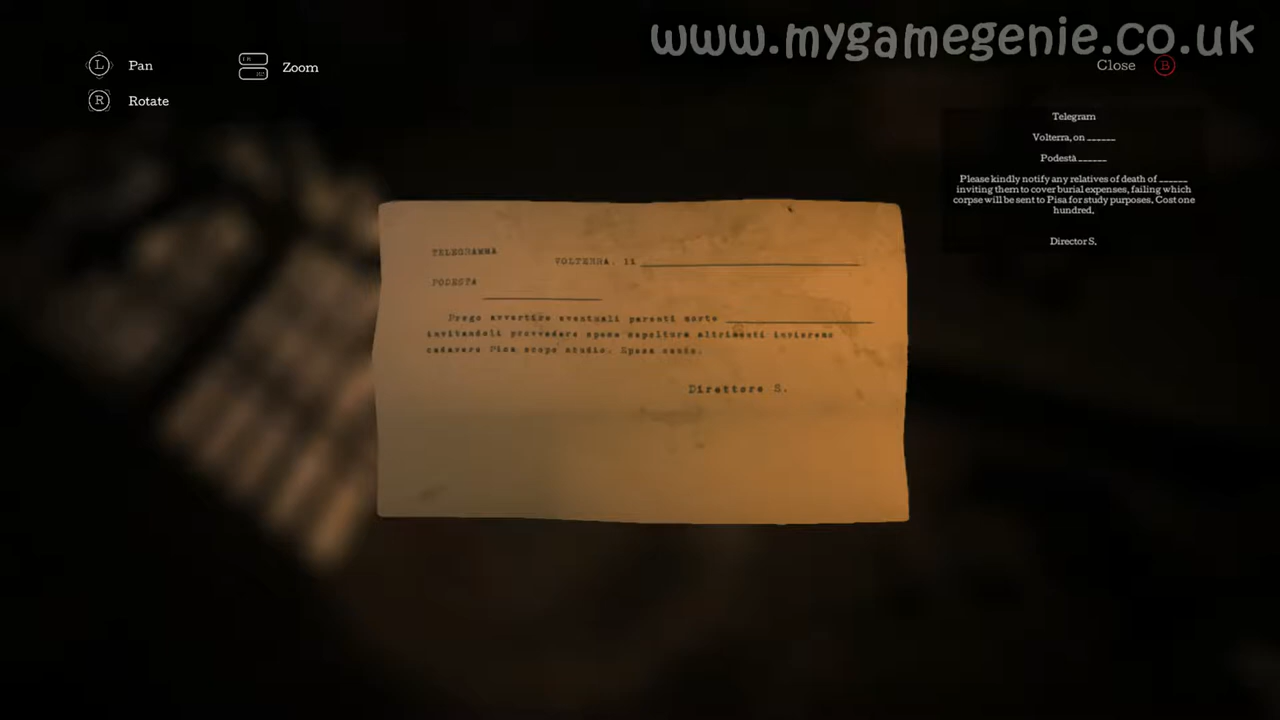 www.mygamegenie.co.uk
L Pan
Zoom
R Rotate
Close B
Telegram
Volterra, on ______
Podestà ______
Please kindly notify any relatives of death of ______
inviting them to cover burial expenses, failing which
corpse will be sent to Pisa for study purposes. Cost one
hundred.
Director S.
TELEGRAMMA
VOLTERRA. li
PODESTA
Prego avvertire eventuali parenti morte
invitandoli provvedere spese sepoltura altrimenti invieremo
cadavere Pisa scopo studio. Spesa cento.
Direttore S.